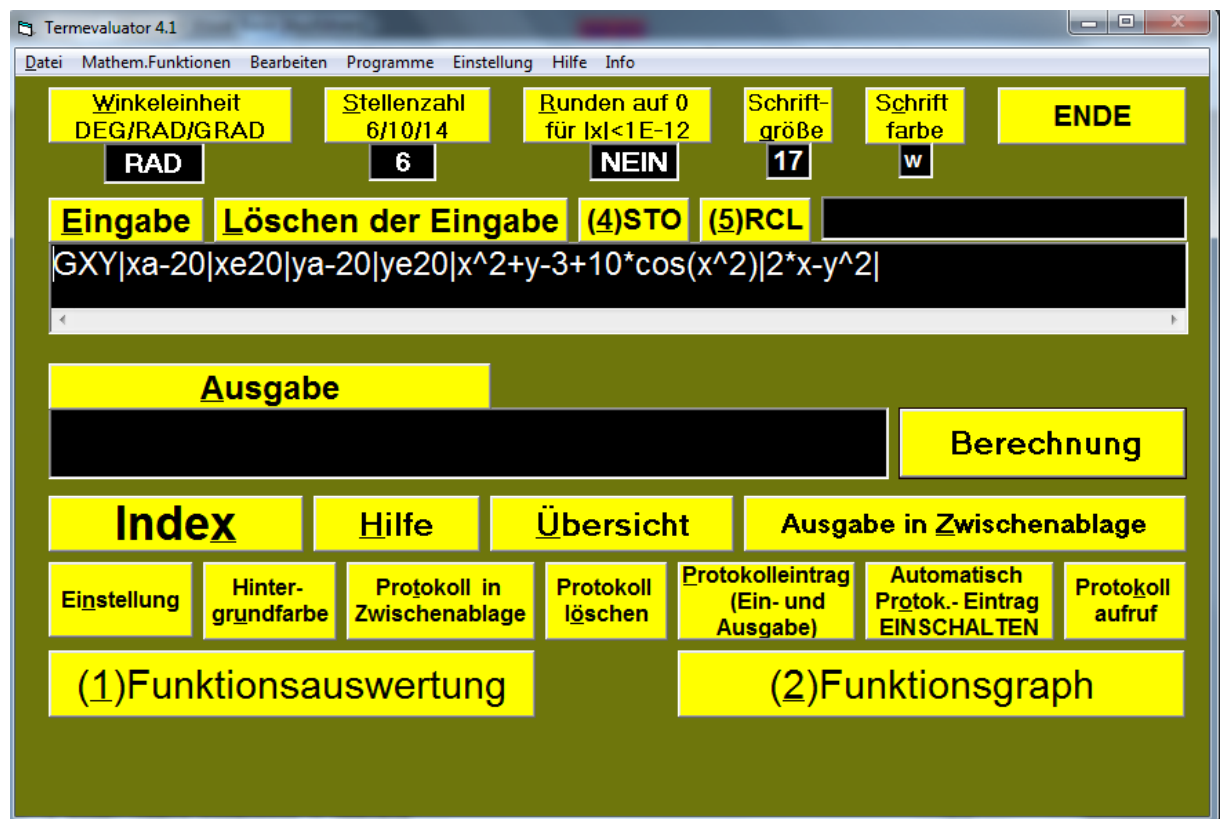 Termevaluator 4.1
Datei Mathem.Funktionen Bearbeiten Programme Einstellung Hilfe Info
Winkeleinheit
DEG/RAD/GRAD
RAD
Stellenzahl
6/10/14
6
Runden auf 0
für |x|<1E-12
NEIN
Schrift-
größe
17
Schrift
farbe
w
ENDE
Eingabe
Löschen der Eingabe
(4)STO
(5)RCL
GXY|xa-20|xe20|ya-20|ye20|x^2+y-3+10*cos(x^2)|2*x-y^2|
Ausgabe
Berechnung
Index
Hilfe
Übersicht
Ausgabe in Zwischenablage
Einstellung
Hinter-
grundfarbe
Protokoll in
Zwischenablage
Protokoll
löschen
Protokolleintrag
(Ein- und
Ausgabe)
Automatisch
Protok.- Eintrag
EINSCHALTEN
Protokoll
aufruf
(1)Funktionsauswertung
(2)Funktionsgraph